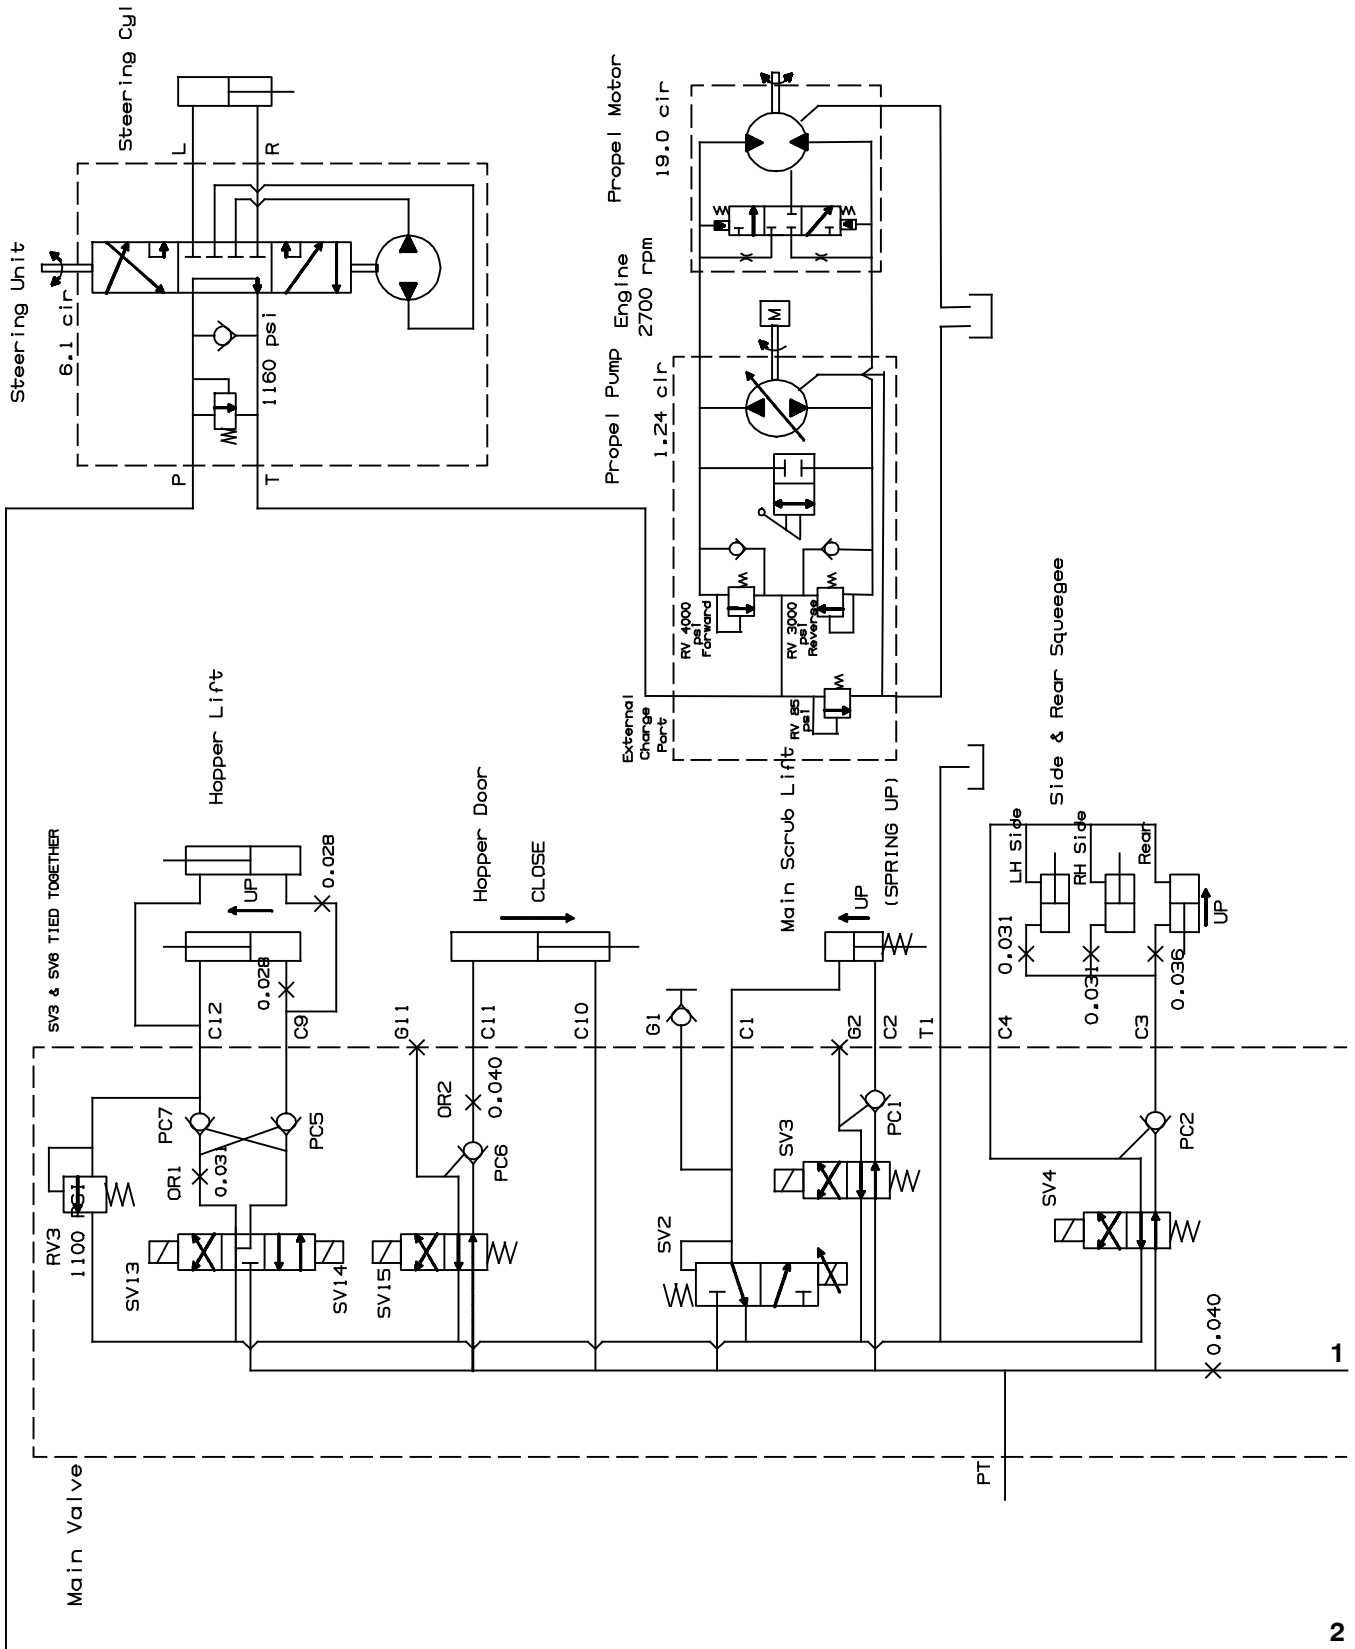 Steering Unit
6.1 cir
Steering Cyl
L
R
P
T
1160 psi
Propel Motor
19.0 cir
Engine
2700 rpm
M
Propel Pump
1.24 cir
RV 4000
psi
Forward
RV 3000
psi
Reverse
RV 85
psi
External
Charge
Port
SV3 & SV6 TIED TOGETHER
Hopper Lift
UP
0.028
0.028
C12
C9
Hopper Door
CLOSE
G11
C11
C10
Main Scrub Lift
(SPRING UP)
UP
G1
C1
G2
C2
T1
Side & Rear Squeegee
LH Side
RH Side
Rear
UP
0.031
0.031
0.036
C4
C3
PC7
PC5
OR1
0.031
RV3
1100 PSI
SV13
SV14
OR2
0.040
PC6
SV15
SV2
SV3
PC1
SV4
PC2
0.040
PT
Main Valve
1
2